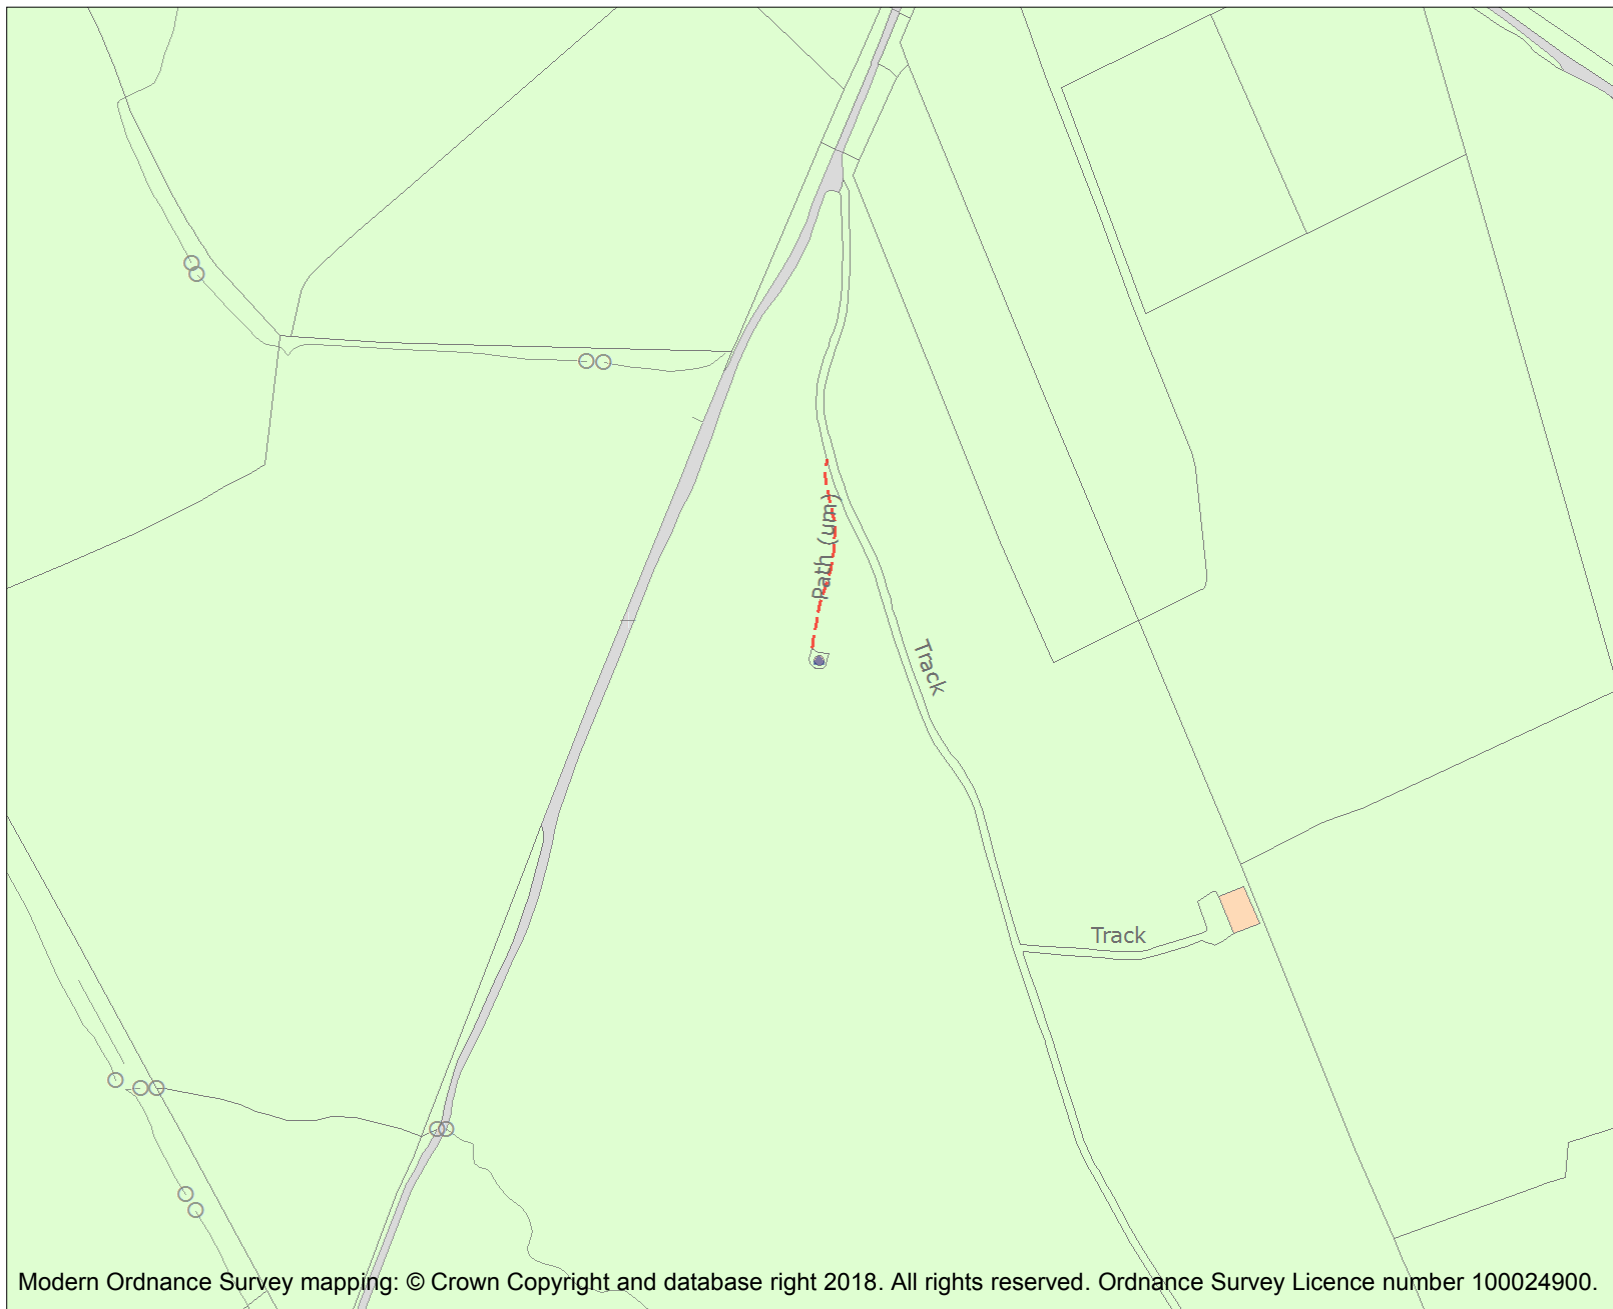 Path (um)
Track
Track
Modern Ordnance Survey mapping: © Crown Copyright and database right 2018. All rights reserved. Ordnance Survey Licence number 100024900.